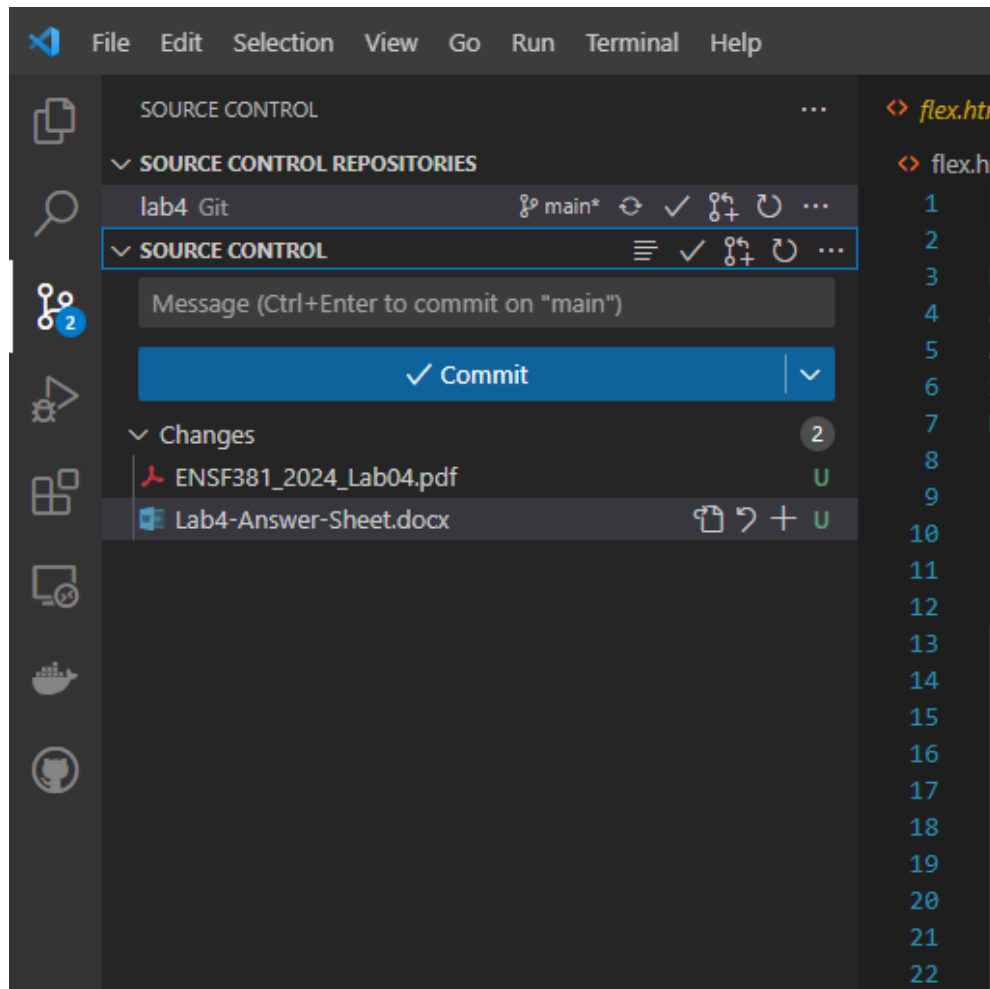 File Edit Selection View Go Run Terminal Help
SOURCE CONTROL
SOURCE CONTROL REPOSITORIES
lab4 Git main*
SOURCE CONTROL
Message (Ctrl+Enter to commit on "main")
Commit
2
Changes 2
ENSF381_2024_Lab04.pdf U
Lab4-Answer-Sheet.docx U
flex.htm
flex.h
1
2
3
4
5
6
7
8
9
10
11
12
13
14
15
16
17
18
19
20
21
22